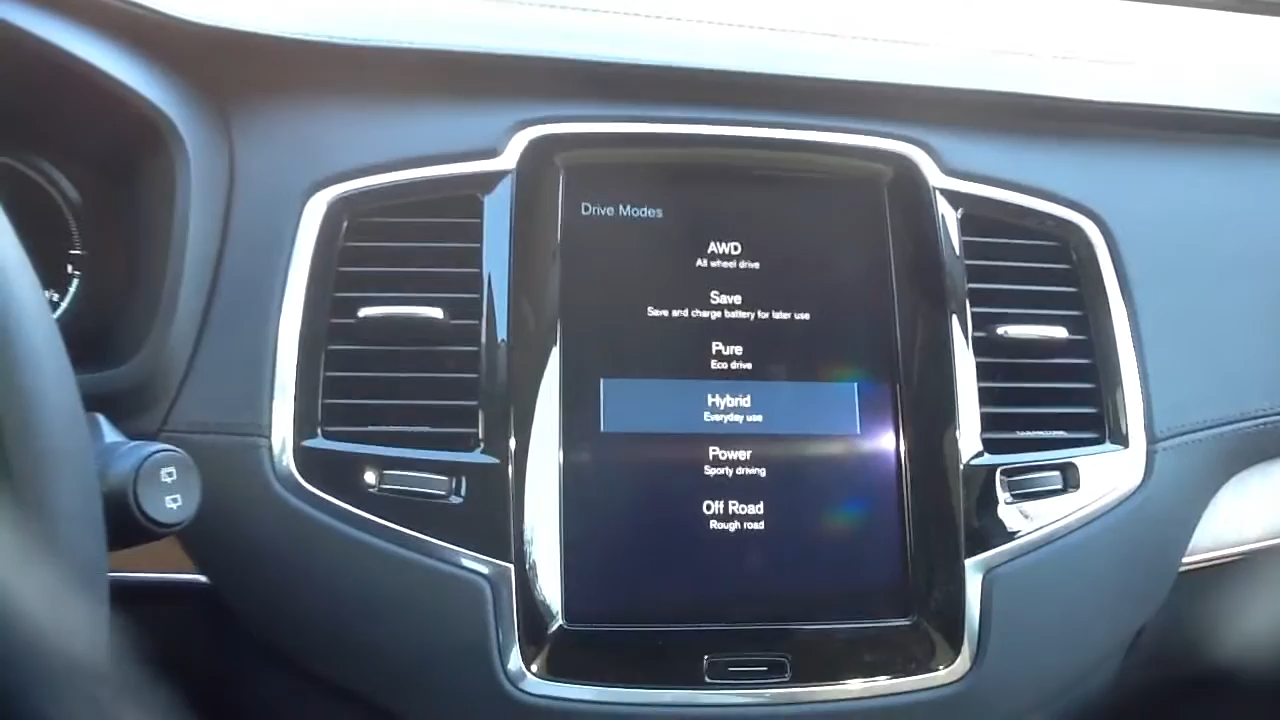 Drive Modes
AWD
All wheel drive
Save
Save and charge battery for later use
Pure
Eco drive
Hybrid
Everyday use
Power
Sporty driving
Off Road
Rough road